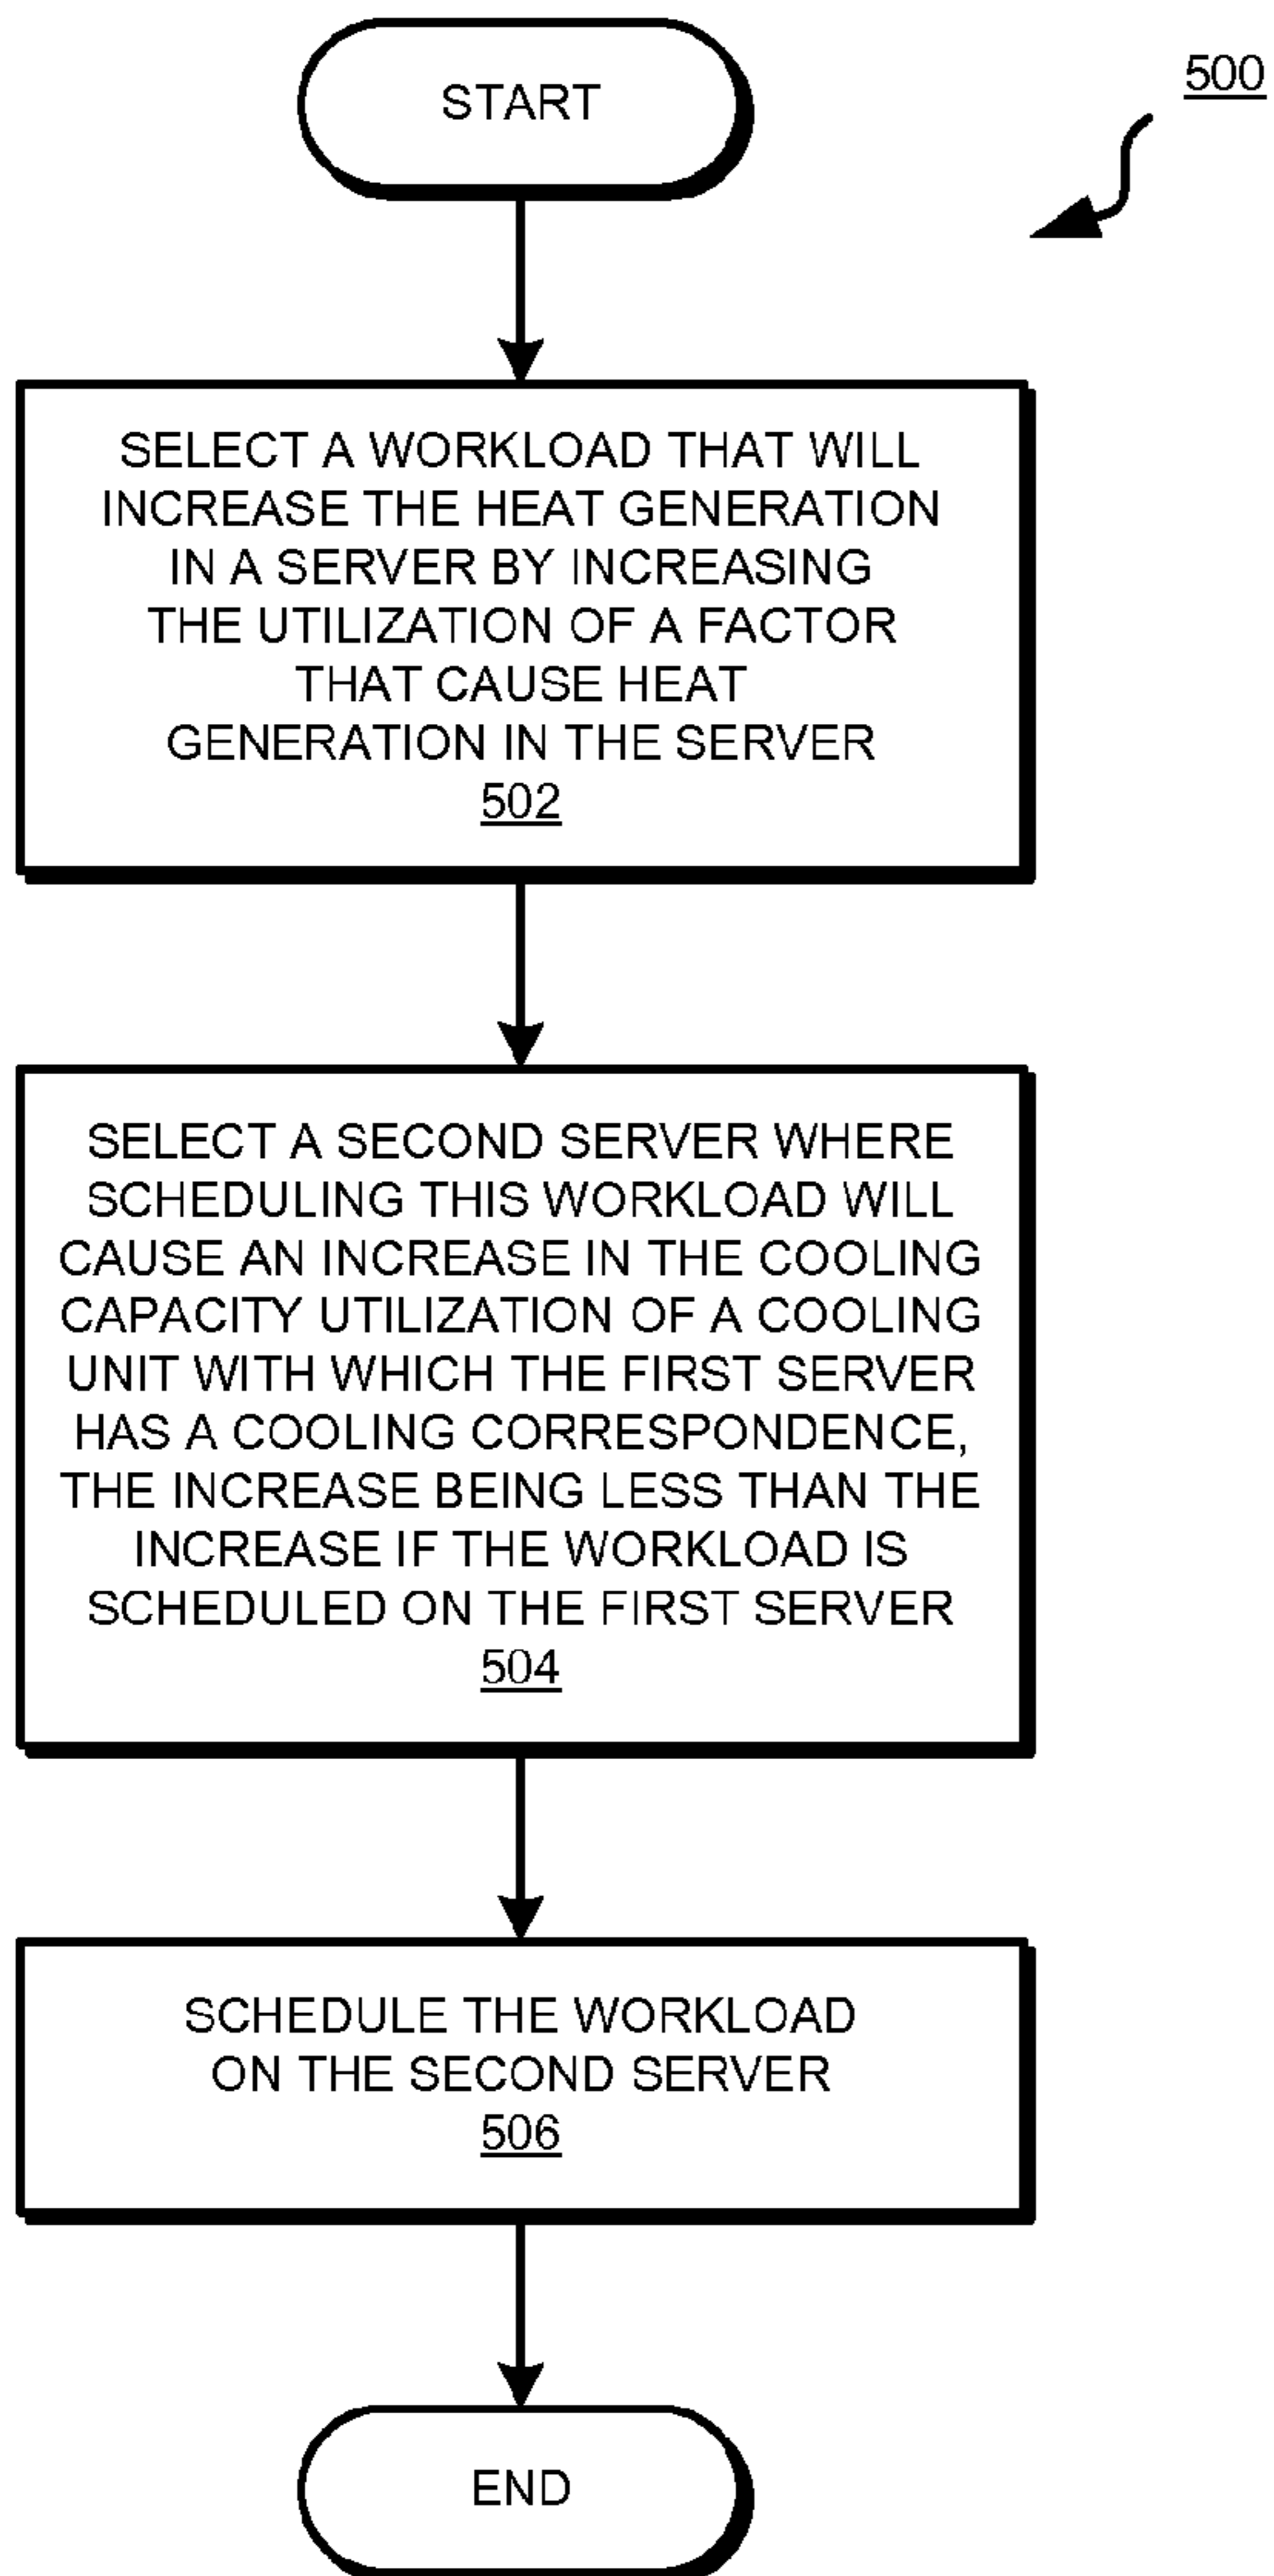 START
500
SELECT A WORKLOAD THAT WILL
INCREASE THE HEAT GENERATION
IN A SERVER BY INCREASING
THE UTILIZATION OF A FACTOR
THAT CAUSE HEAT
GENERATION IN THE SERVER
502
SELECT A SECOND SERVER WHERE
SCHEDULING THIS WORKLOAD WILL
CAUSE AN INCREASE IN THE COOLING
CAPACITY UTILIZATION OF A COOLING
UNIT WITH WHICH THE FIRST SERVER
HAS A COOLING CORRESPONDENCE,
THE INCREASE BEING LESS THAN THE
INCREASE IF THE WORKLOAD IS
SCHEDULED ON THE FIRST SERVER
504
SCHEDULE THE WORKLOAD
ON THE SECOND SERVER
506
END